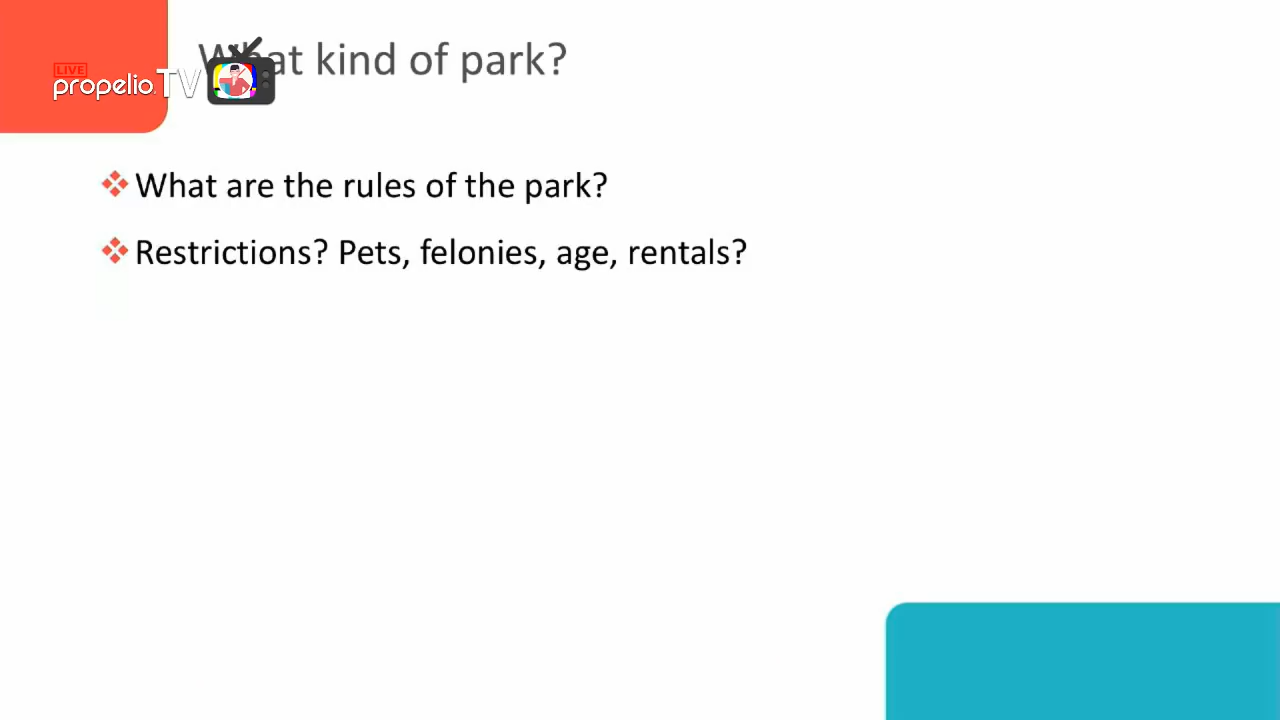 What kind of park?
LIVE
propelio.TV
What are the rules of the park?
Restrictions? Pets, felonies, age, rentals?